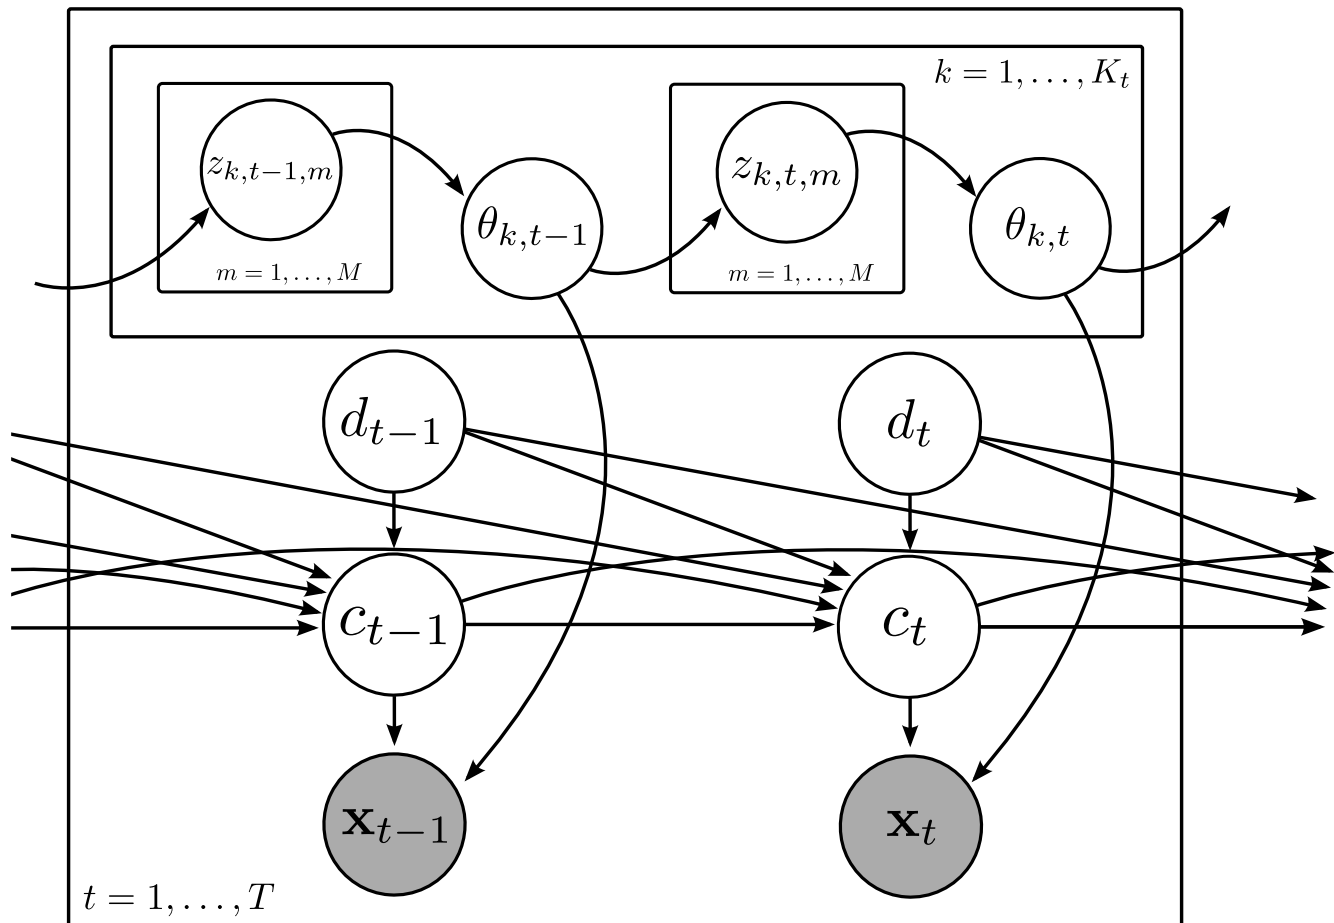 k = 1, . . . , K_t
z_{k,t−1,m}
z_{k,t,m}
θ_{k,t−1}
θ_{k,t}
m = 1, . . . , M
m = 1, . . . , M
d_{t−1}
d_t
c_{t−1}
c_t
x_{t−1}
x_t
t = 1, . . . , T